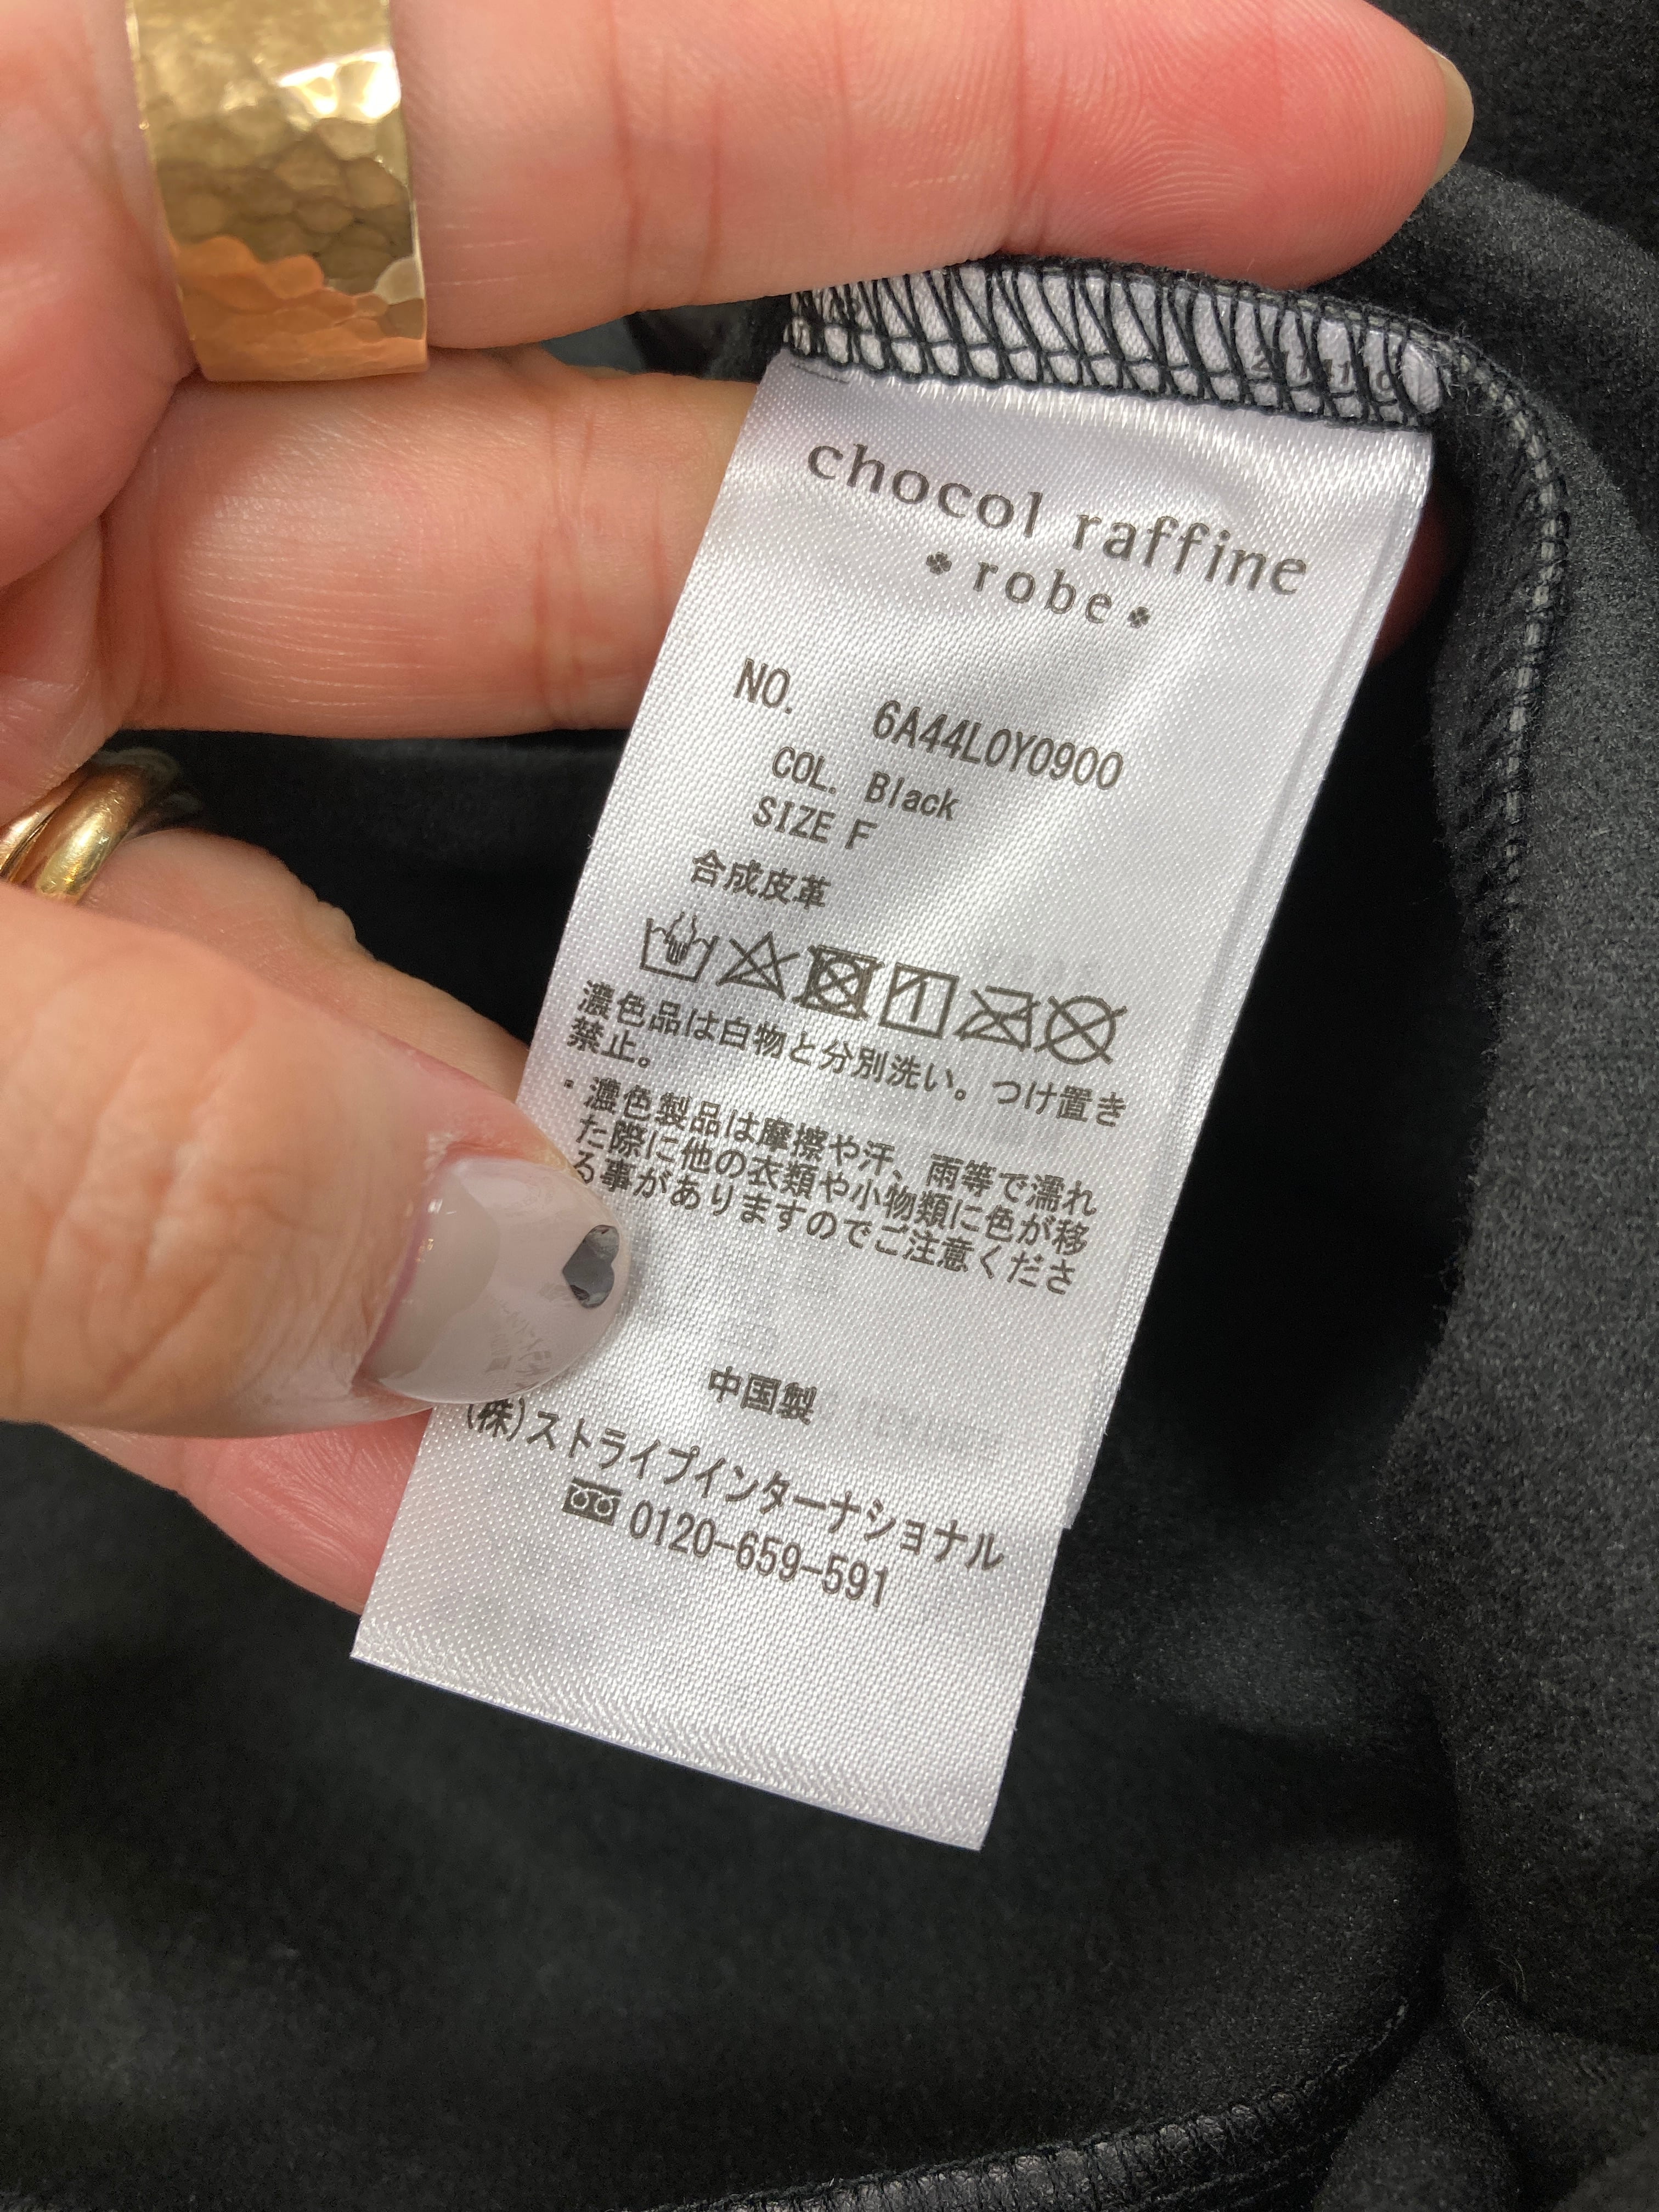 chocol raffine
robe
NO. 6A44L0Y0900
COL. Black
SIZE F
合成皮革
濃色品は白物と分別洗い。つけ置き
禁止。
・濃色製品は摩擦や汗、雨等で濡れ
た際に他の衣類や小物類に色が移
る事がありますのでご注意くださ
中国製
(株)ストライプインターナショナル
0120-659-591